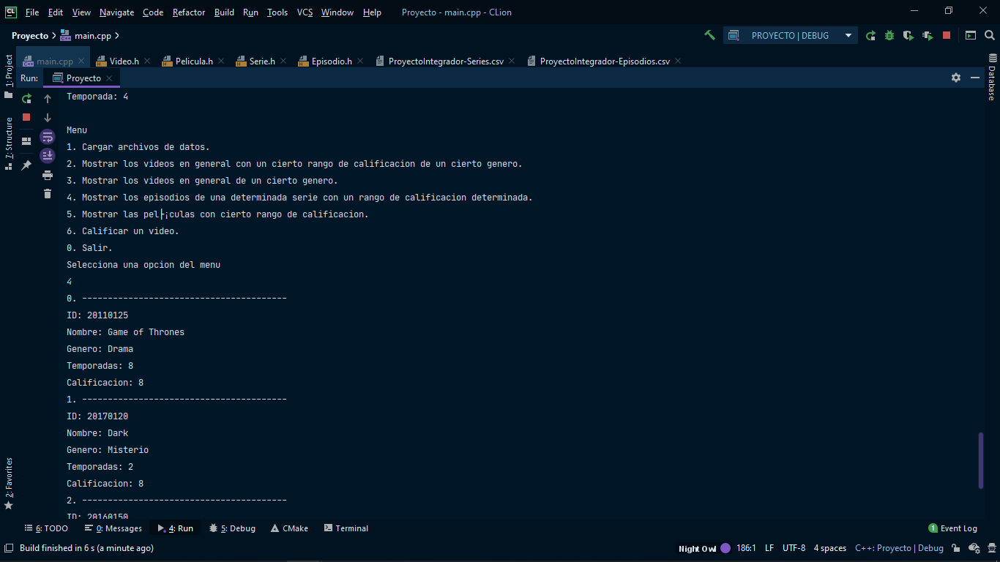 CL File Edit View Navigate Code Refactor Build Run Tools VCS Window Help Proyecto - main.cpp - CLion
Proyecto main.cpp PROYECTO | DEBUG
main.cpp Video.h Pelicula.h Serie.h Episodio.h ProyectoIntegrador-Series.csv ProyectoIntegrador-Episodios.csv
1: Project
Database
Run: Proyecto
Temporada: 4
Menu
1. Cargar archivos de datos.
2. Mostrar los videos en general con un cierto rango de calificacion de un cierto genero.
3. Mostrar los videos en general de un cierto genero.
4. Mostrar los episodios de una determinada serie con un rango de calificacion determinada.
5. Mostrar las pel├¡culas con cierto rango de calificacion.
6. Calificar un video.
0. Salir.
Selecciona una opcion del menu
4
0. ----------------------------------------
ID: 20110125
Nombre: Game of Thrones
Genero: Drama
Temporadas: 8
Calificacion: 8
1. ----------------------------------------
ID: 20170120
Nombre: Dark
Genero: Misterio
Temporadas: 2
Calificacion: 8
2. ----------------------------------------
ID: 20160150
7: Structure
2: Favorites
6: TODO 0: Messages 4: Run 5: Debug CMake Terminal 1 Event Log
Build finished in 6 s (a minute ago) Night Owl 186:1 LF UTF-8 4 spaces C++: Proyecto | Debug